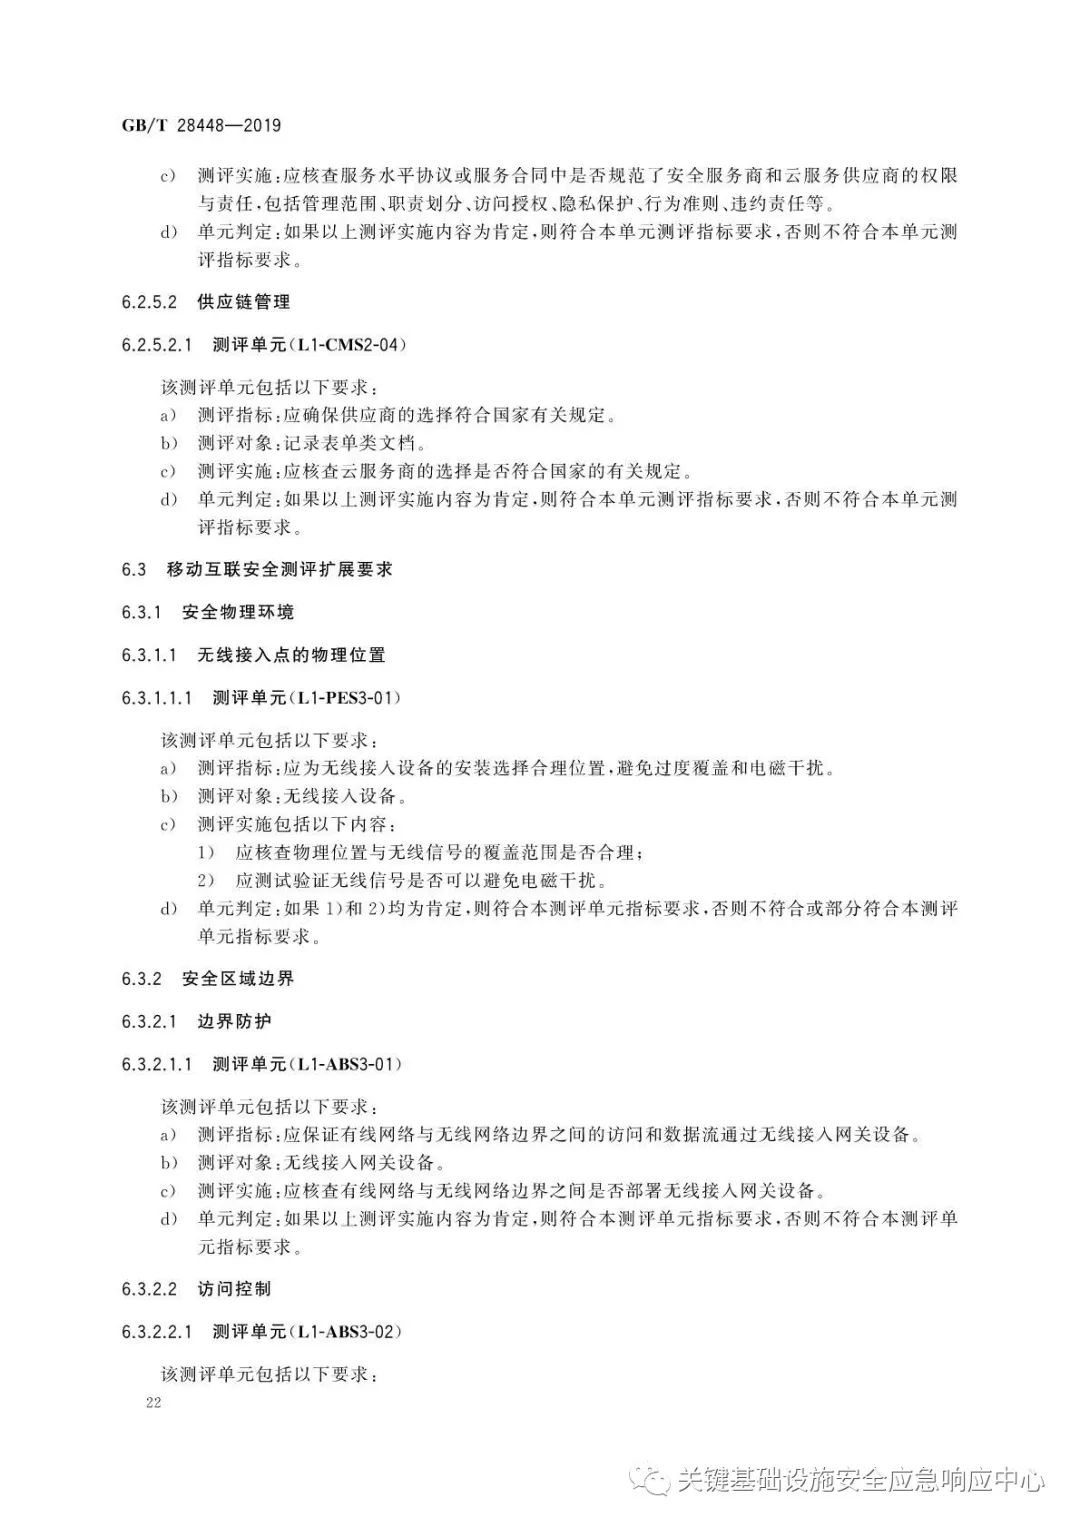 GB/T 28448—2019
c) 测评实施:应核查服务水平协议或服务合同中是否规范了安全服务商和云服务供应商的权限
与责任,包括管理范围、职责划分、访问授权、隐私保护、行为准则、违约责任等。
d) 单元判定:如果以上测评实施内容为肯定,则符合本单元测评指标要求,否则不符合本单元测
评指标要求。
6.2.5.2 供应链管理
6.2.5.2.1 测评单元(L1-CMS2-04)
该测评单元包括以下要求:
a) 测评指标:应确保供应商的选择符合国家有关规定。
b) 测评对象:记录表单类文档。
c) 测评实施:应核查云服务商的选择是否符合国家的有关规定。
d) 单元判定:如果以上测评实施内容为肯定,则符合本单元测评指标要求,否则不符合本单元测
评指标要求。
6.3 移动互联安全测评扩展要求
6.3.1 安全物理环境
6.3.1.1 无线接入点的物理位置
6.3.1.1.1 测评单元(L1-PES3-01)
该测评单元包括以下要求:
a) 测评指标:应为无线接入设备的安装选择合理位置,避免过度覆盖和电磁干扰。
b) 测评对象:无线接入设备。
c) 测评实施包括以下内容:
1) 应核查物理位置与无线信号的覆盖范围是否合理;
2) 应测试验证无线信号是否可以避免电磁干扰。
d) 单元判定:如果 1)和 2)均为肯定,则符合本测评单元指标要求,否则不符合或部分符合本测评
单元指标要求。
6.3.2 安全区域边界
6.3.2.1 边界防护
6.3.2.1.1 测评单元(L1-ABS3-01)
该测评单元包括以下要求:
a) 测评指标:应保证有线网络与无线网络边界之间的访问和数据流通过无线接入网关设备。
b) 测评对象:无线接入网关设备。
c) 测评实施:应核查有线网络与无线网络边界之间是否部署无线接入网关设备。
d) 单元判定:如果以上测评实施内容为肯定,则符合本测评单元指标要求,否则不符合本测评单
元指标要求。
6.3.2.2 访问控制
6.3.2.2.1 测评单元(L1-ABS3-02)
该测评单元包括以下要求:
22
关键基础设施安全应急响应中心